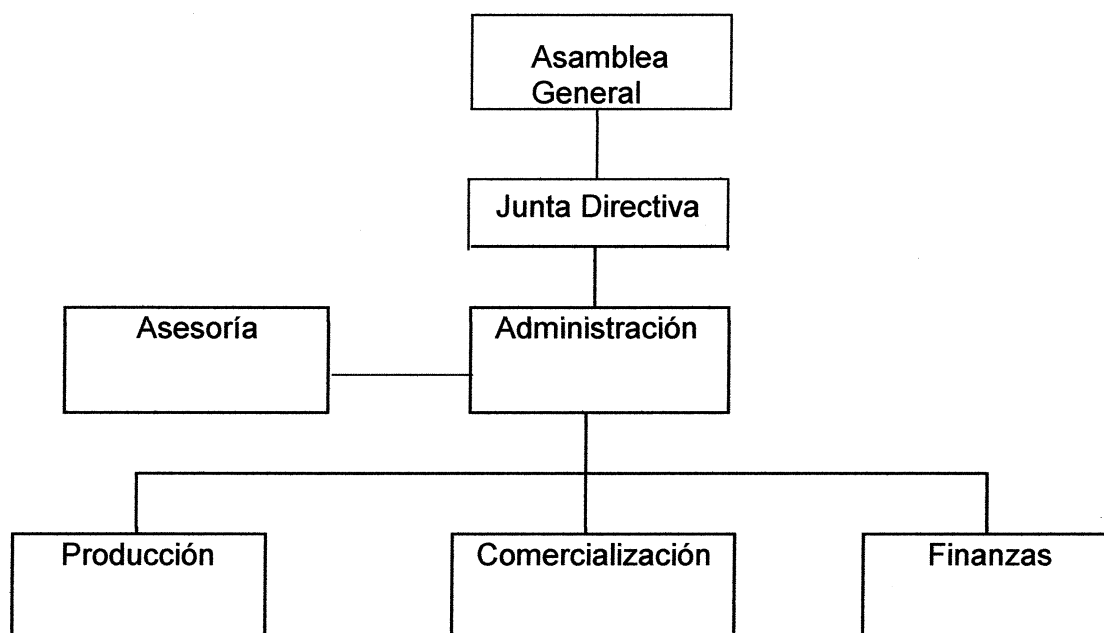 Asamblea
General
Junta Directiva
Asesoría
Administración
Producción
Comercialización
Finanzas